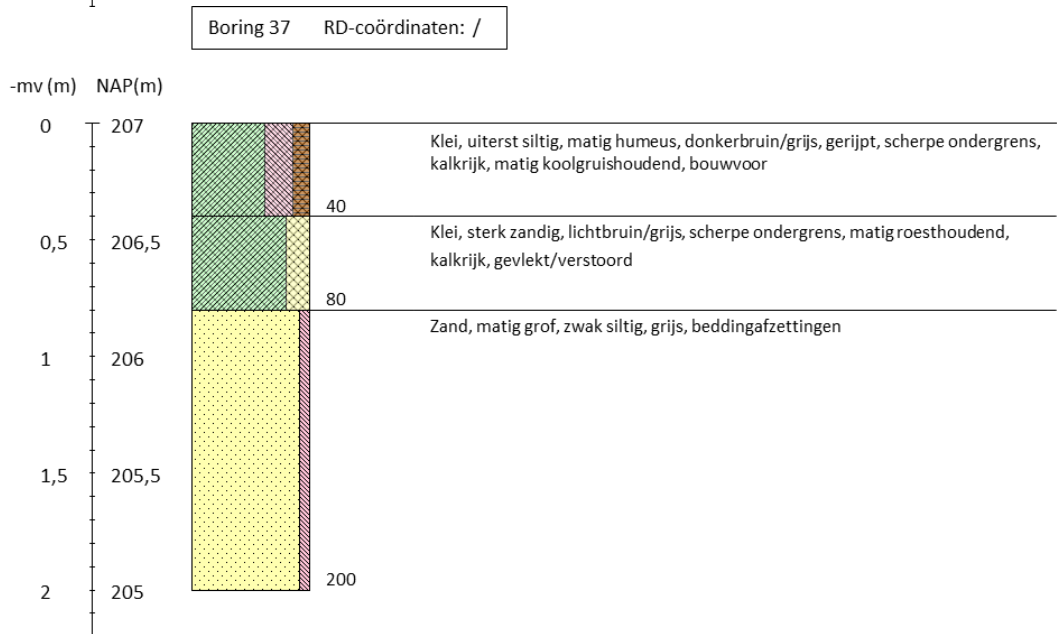 Boring 37 RD-coördinaten: /
-mv (m) NAP(m)
0 207
Klei, uiterst siltig, matig humeus, donkerbruin/grijs, gerijpt, scherpe ondergrens,
kalkrijk, matig koolgruishoudend, bouwvoor
40
0,5 206,5
Klei, sterk zandig, lichtbruin/grijs, scherpe ondergrens, matig roesthoudend,
kalkrijk, gevlekt/verstoord
80
Zand, matig grof, zwak siltig, grijs, beddingafzettingen
1 206
1,5 205,5
200
2 205